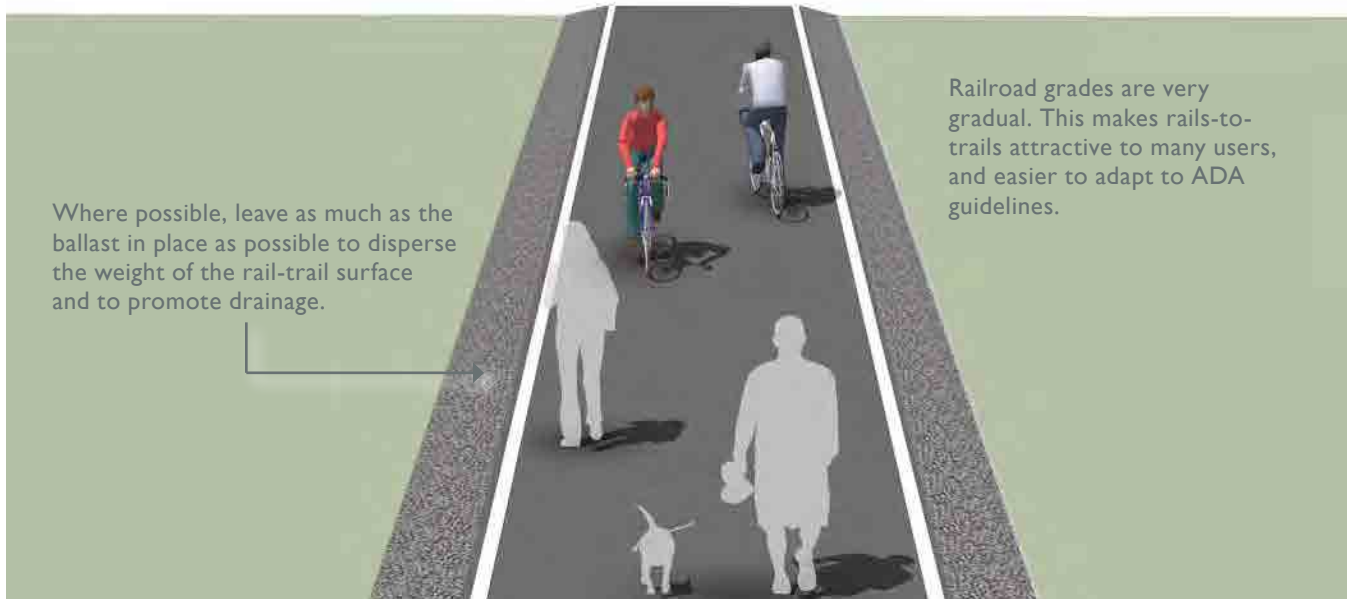 Where possible, leave as much as the
ballast in place as possible to disperse
the weight of the rail-trail surface
and to promote drainage.
Railroad grades are very
gradual. This makes rails-to-
trails attractive to many users,
and easier to adapt to ADA
guidelines.